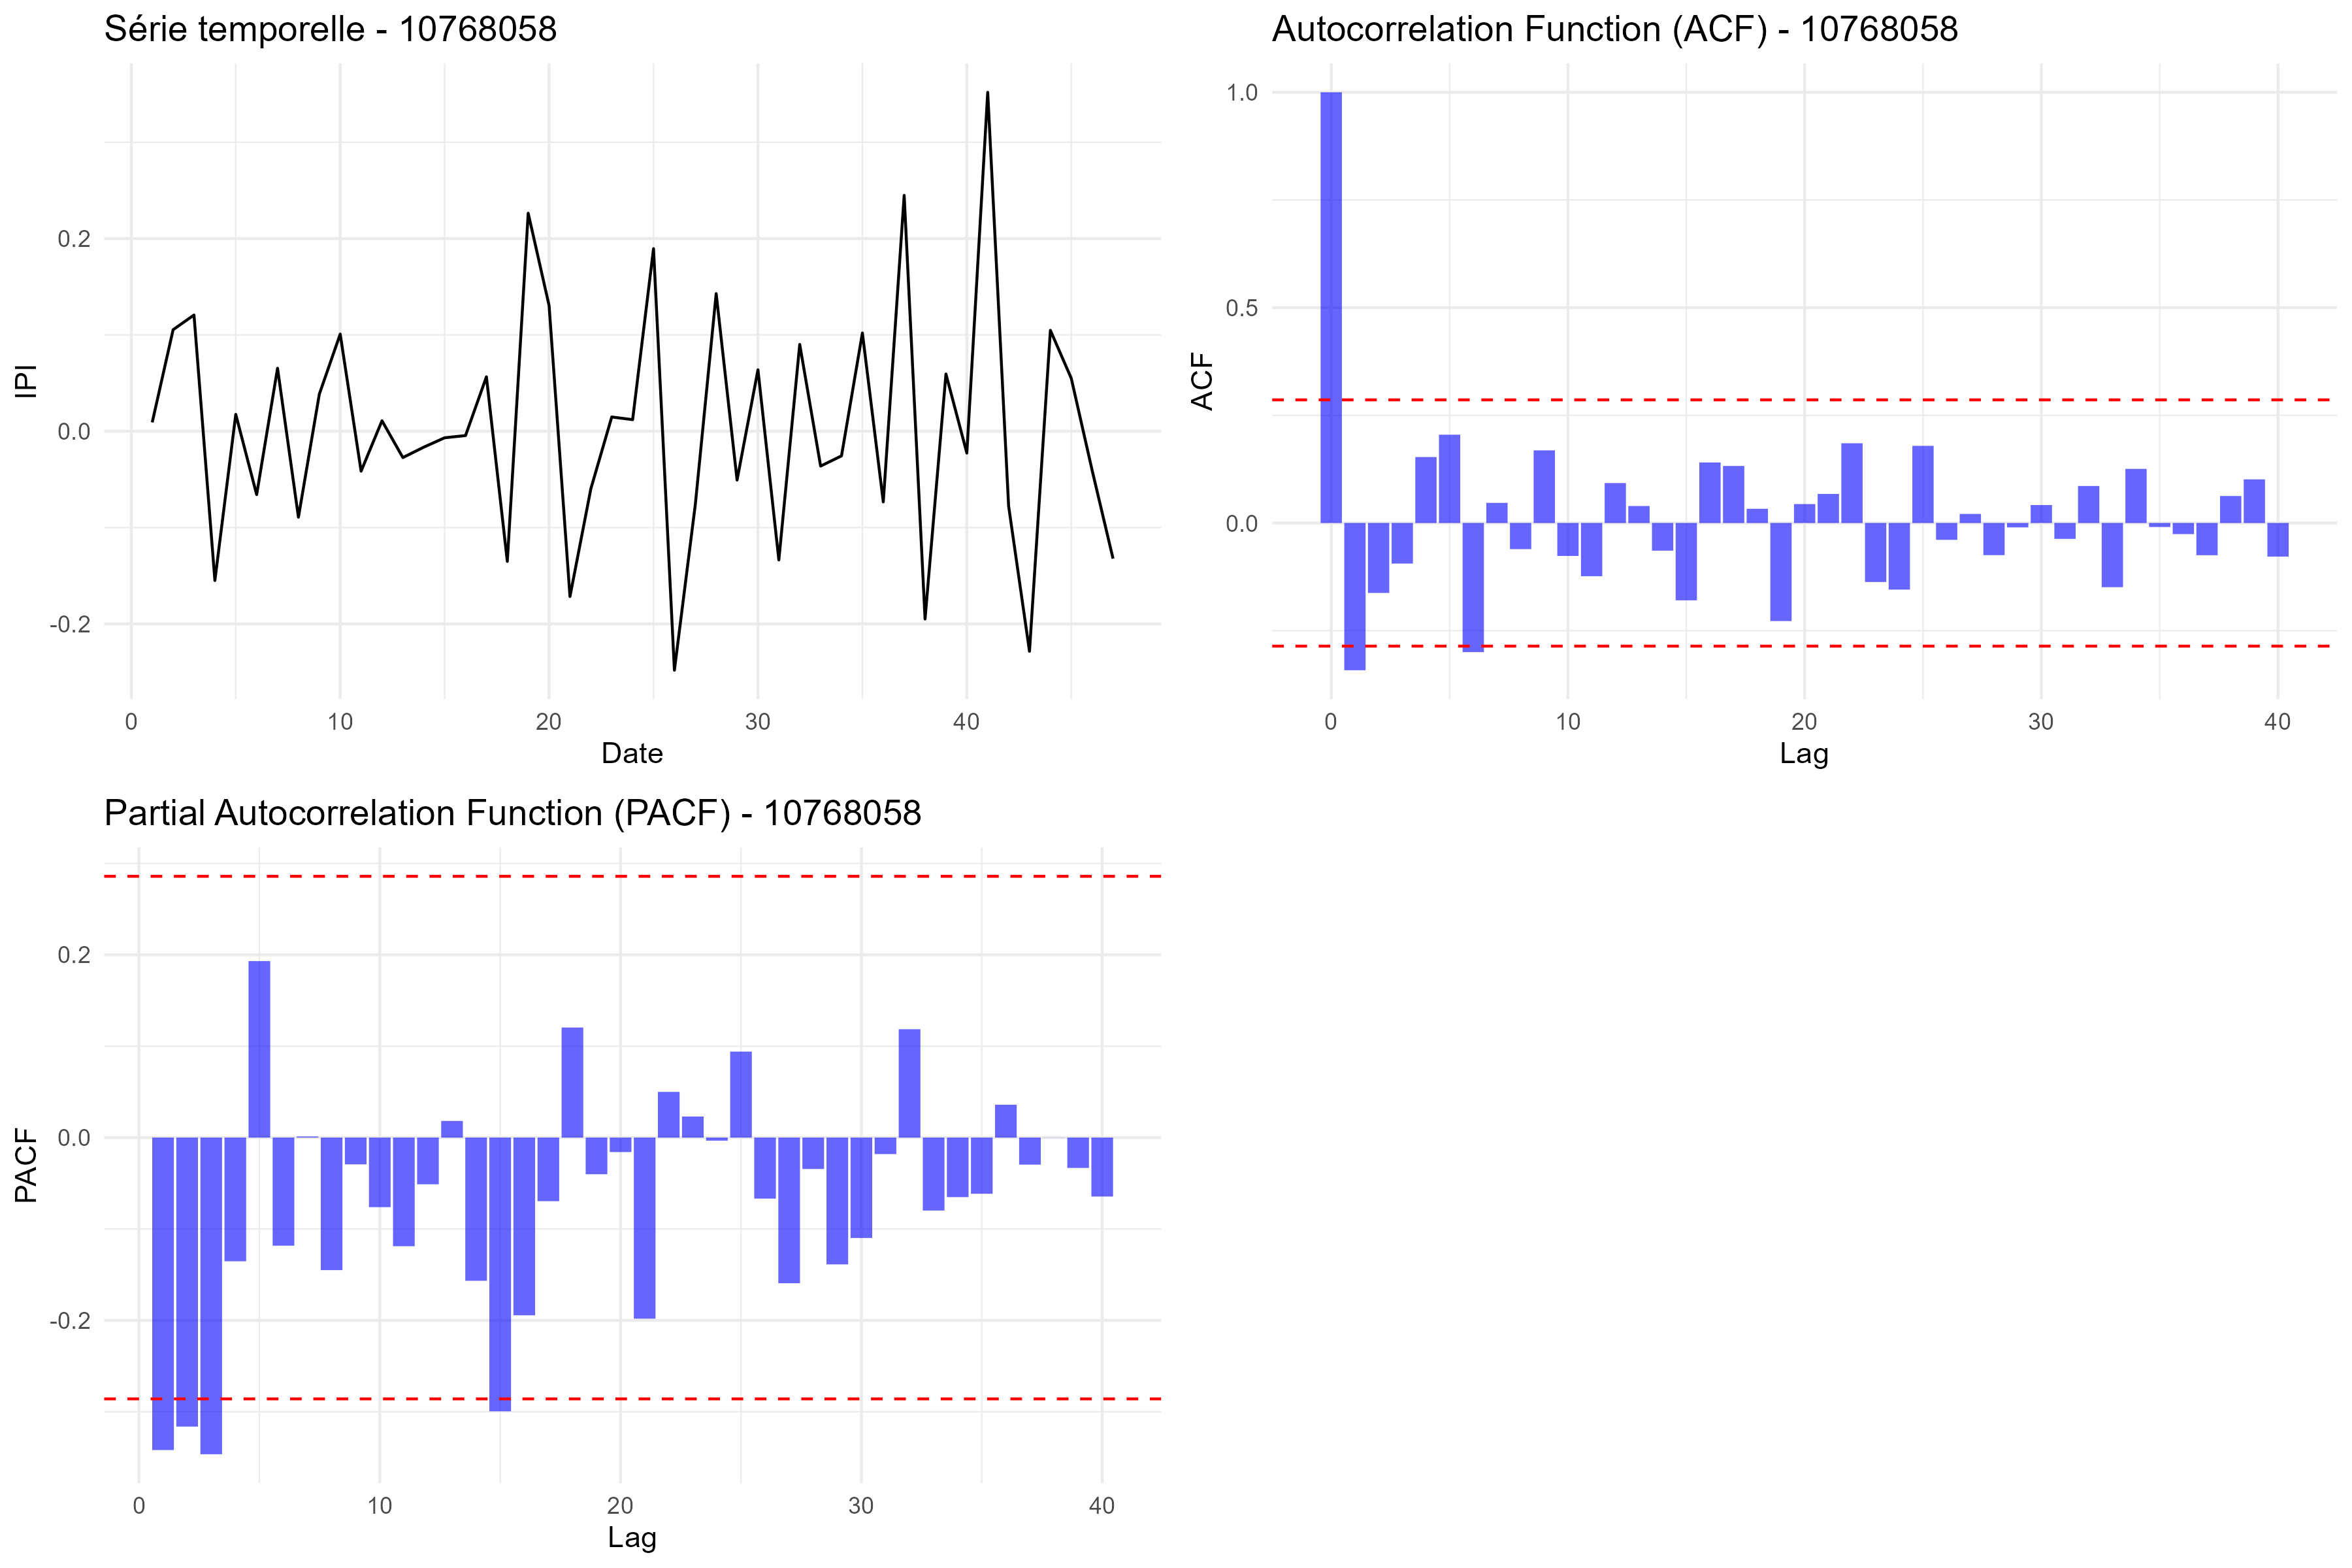 Série temporelle - 10768058
IPI
0.2
0.0
-0.2
0 10 20 30 40
Date
Autocorrelation Function (ACF) - 10768058
ACF
1.0
0.5
0.0
0 10 20 30 40
Lag
Partial Autocorrelation Function (PACF) - 10768058
PACF
0.2
0.0
-0.2
0 10 20 30 40
Lag